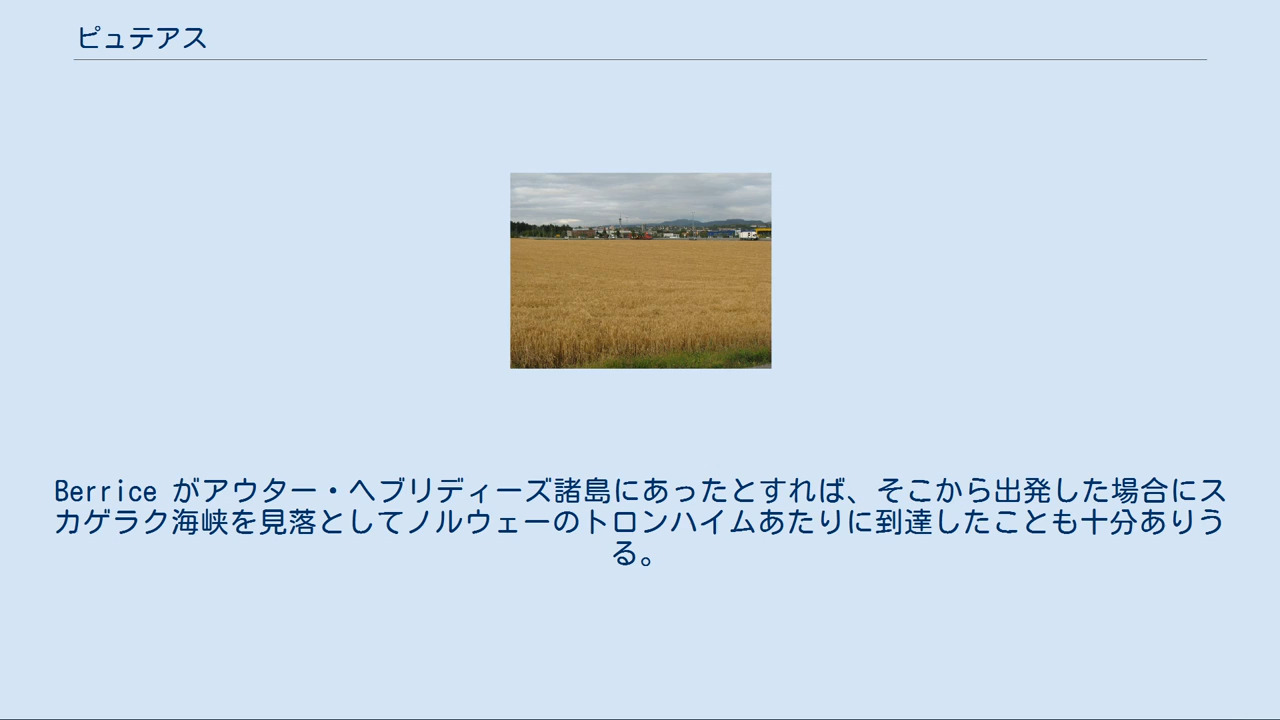 ピュテアス
Berrice がアウター・ヘブリディーズ諸島にあったとすれば、そこから出発した場合にス
カゲラク海峡を見落としてノルウェーのトロンハイムあたりに到達したことも十分ありう
る。